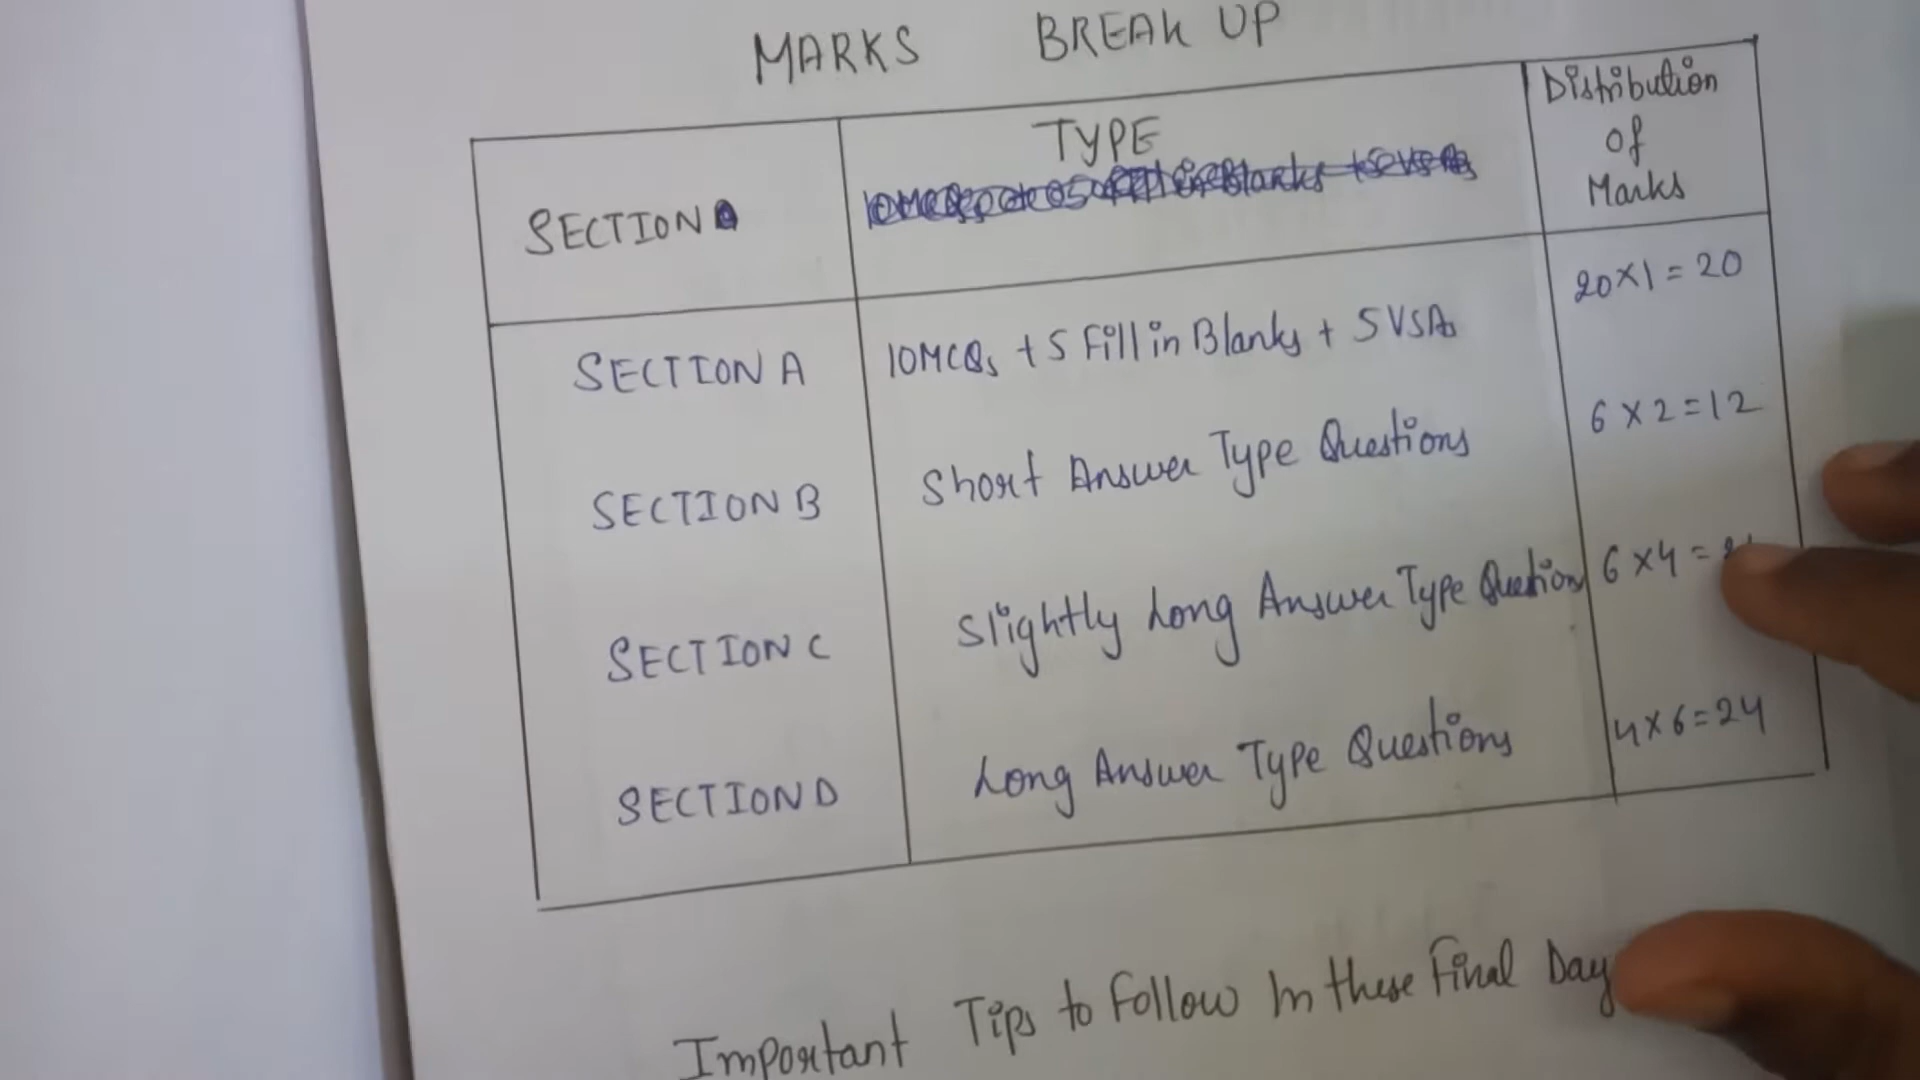 MARKS BREAK UP
SECTION
TYPE
Distribution
of
Marks
SECTION A
10MCQs + 5 Fill in Blanks + 5 VSAs
20×1=20
SECTION B
Short Answer Type Questions
6×2=12
SECTION C
Slightly Long Answer Type Question
6×4=
SECTION D
Long Answer Type Questions
4×6=24
Important Tips to Follow In these Final Day